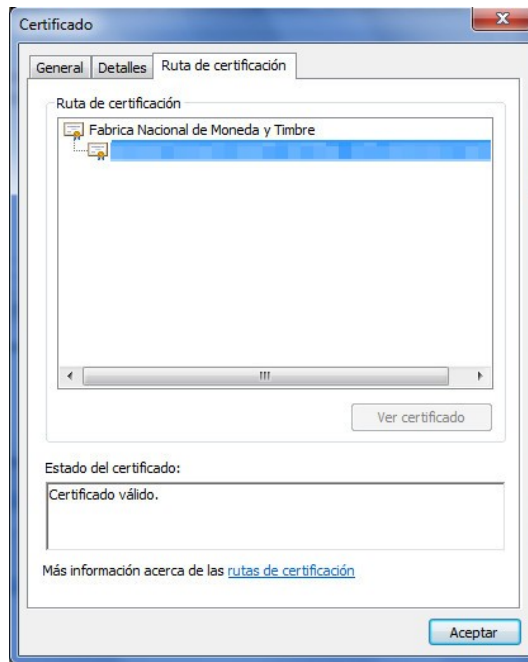 Certificado
General Detalles Ruta de certificación
Ruta de certificación
Fabrica Nacional de Moneda y Timbre
Ver certificado
Estado del certificado:
Certificado válido.
Más información acerca de las rutas de certificación
Aceptar